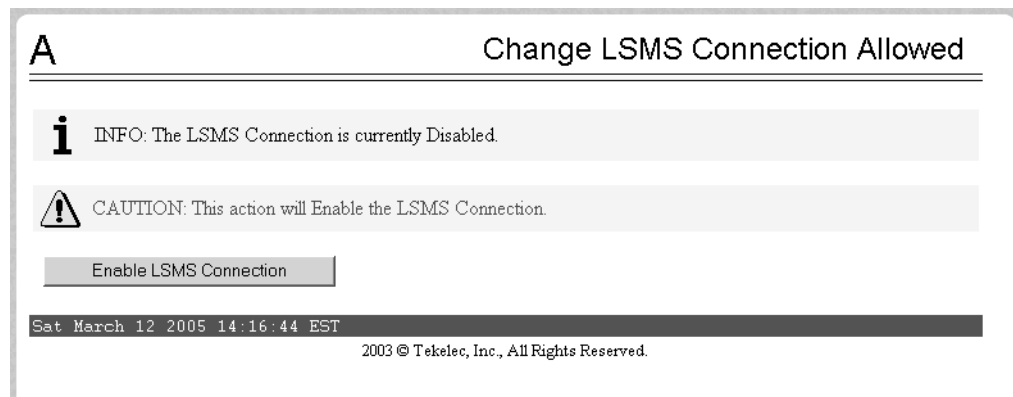 A
Change LSMS Connection Allowed
INFO: The LSMS Connection is currently Disabled.
CAUTION: This action will Enable the LSMS Connection.
Enable LSMS Connection
Sat March 12 2005 14:16:44 EST
2003 © Tekelec, Inc., All Rights Reserved.